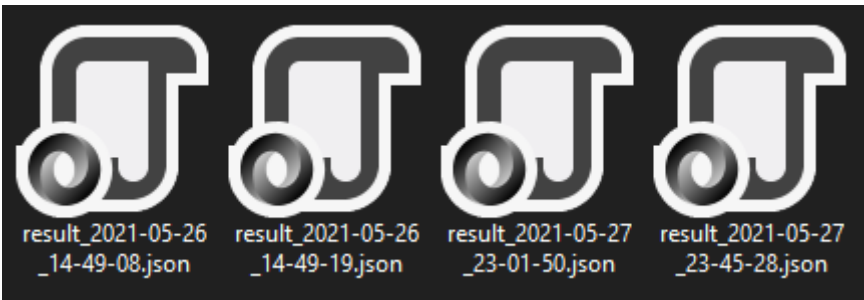 result_2021-05-26
_14-49-08.json
result_2021-05-26
_14-49-19.json
result_2021-05-27
_23-01-50.json
result_2021-05-27
_23-45-28.json